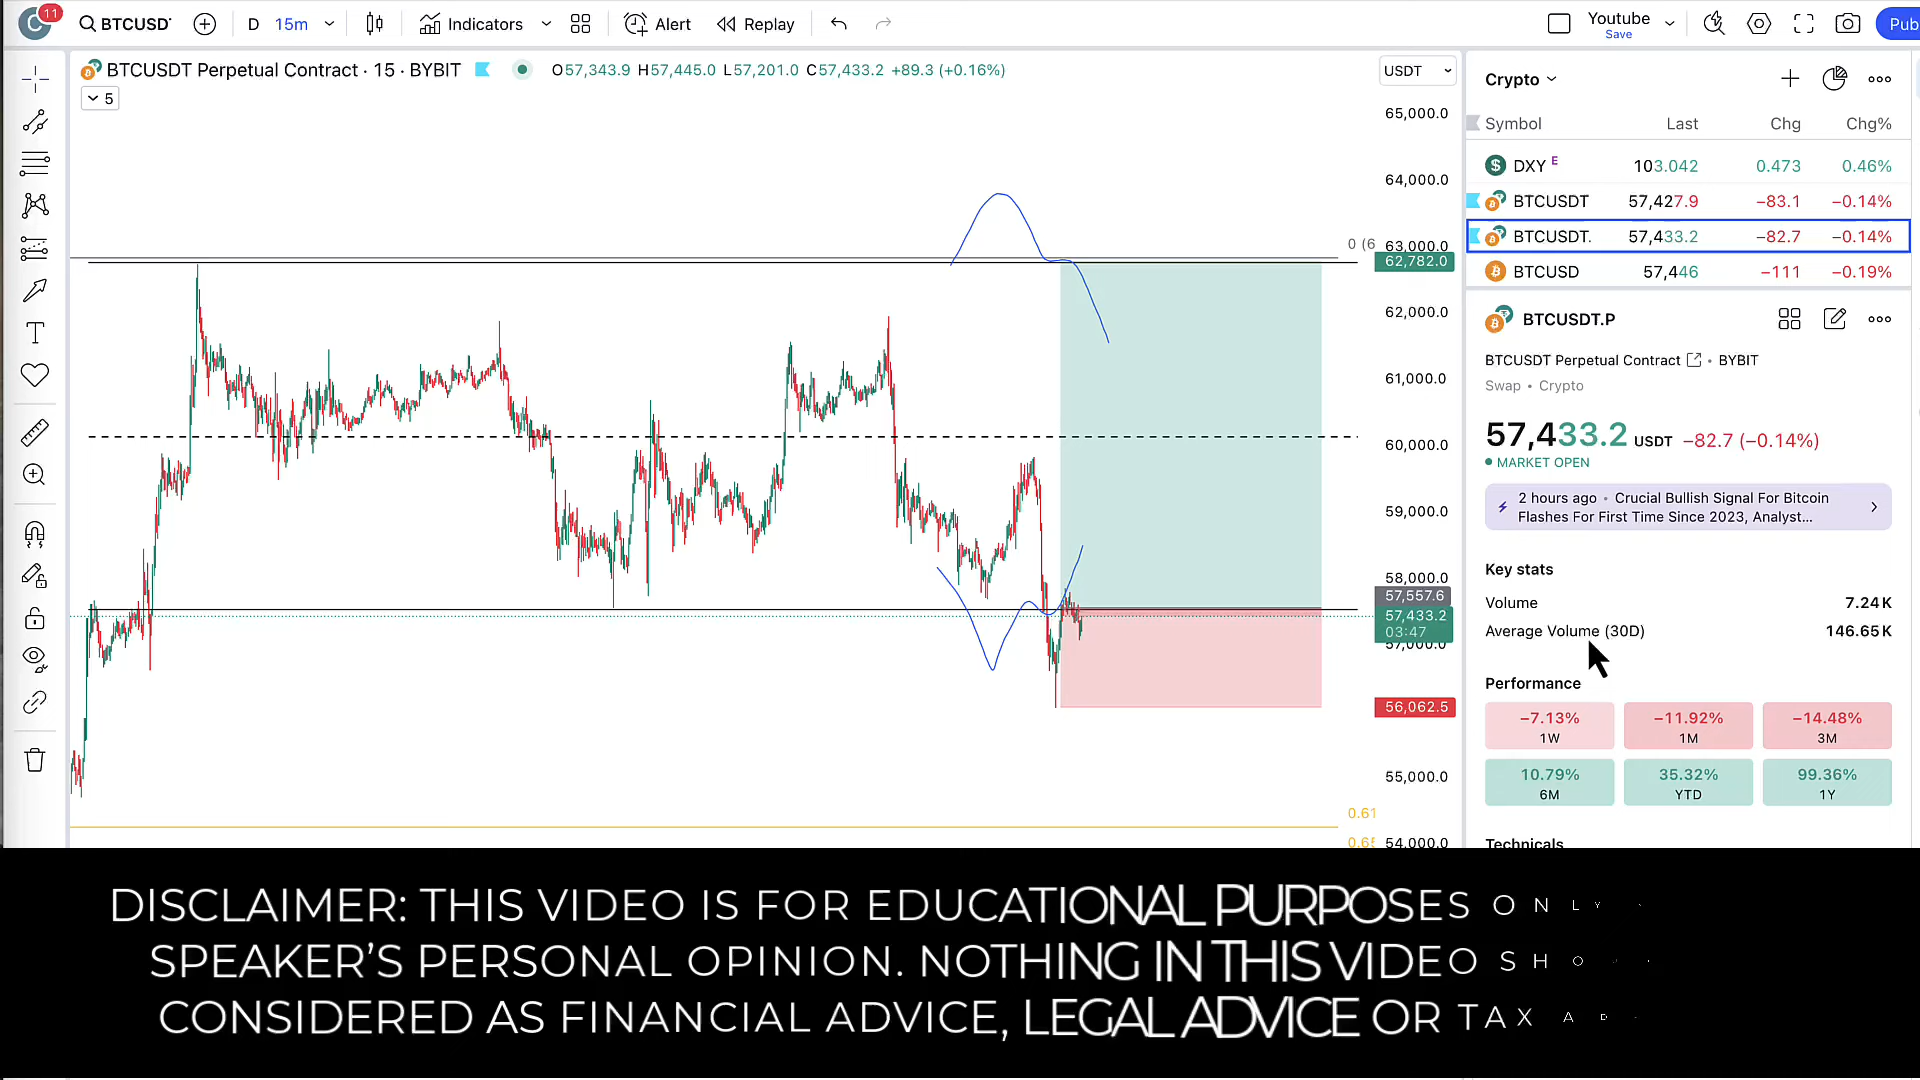 11
C
BTCUSDT
D
15m
Indicators
Alert
Replay
Youtube
Save
Pub
BTCUSDT Perpetual Contract · 15 · BYBIT
O57,343.9 H57,445.0 L57,201.0 C57,433.2 +89.3 (+0.16%)
5
USDT
65,000.0
64,000.0
0 (6
63,000.0
62,782.0
62,000.0
61,000.0
60,000.0
59,000.0
58,000.0
57,557.6
57,433.2
03:47
57,000.0
56,062.5
55,000.0
0.61
54,000.0
Crypto
Symbol Last Chg Chg%
DXY E 103.042 0.473 0.46%
BTCUSDT 57,427.9 −83.1 −0.14%
BTCUSDT. 57,433.2 −82.7 −0.14%
BTCUSD 57,446 −111 −0.19%
BTCUSDT.P
BTCUSDT Perpetual Contract • BYBIT
Swap • Crypto
57,433.2 USDT −82.7 (−0.14%)
MARKET OPEN
2 hours ago • Crucial Bullish Signal For Bitcoin
Flashes For First Time Since 2023, Analyst...
Key stats
Volume 7.24K
Average Volume (30D) 146.65K
Performance
−7.13% −11.92% −14.48%
1W 1M 3M
10.79% 35.32% 99.36%
6M YTD 1Y
Technicals
DISCLAIMER: THIS VIDEO IS FOR EDUCATIONAL PURPOSES ONLY
SPEAKER'S PERSONAL OPINION. NOTHING IN THIS VIDEO SHO
CONSIDERED AS FINANCIAL ADVICE, LEGAL ADVICE OR TAX AD